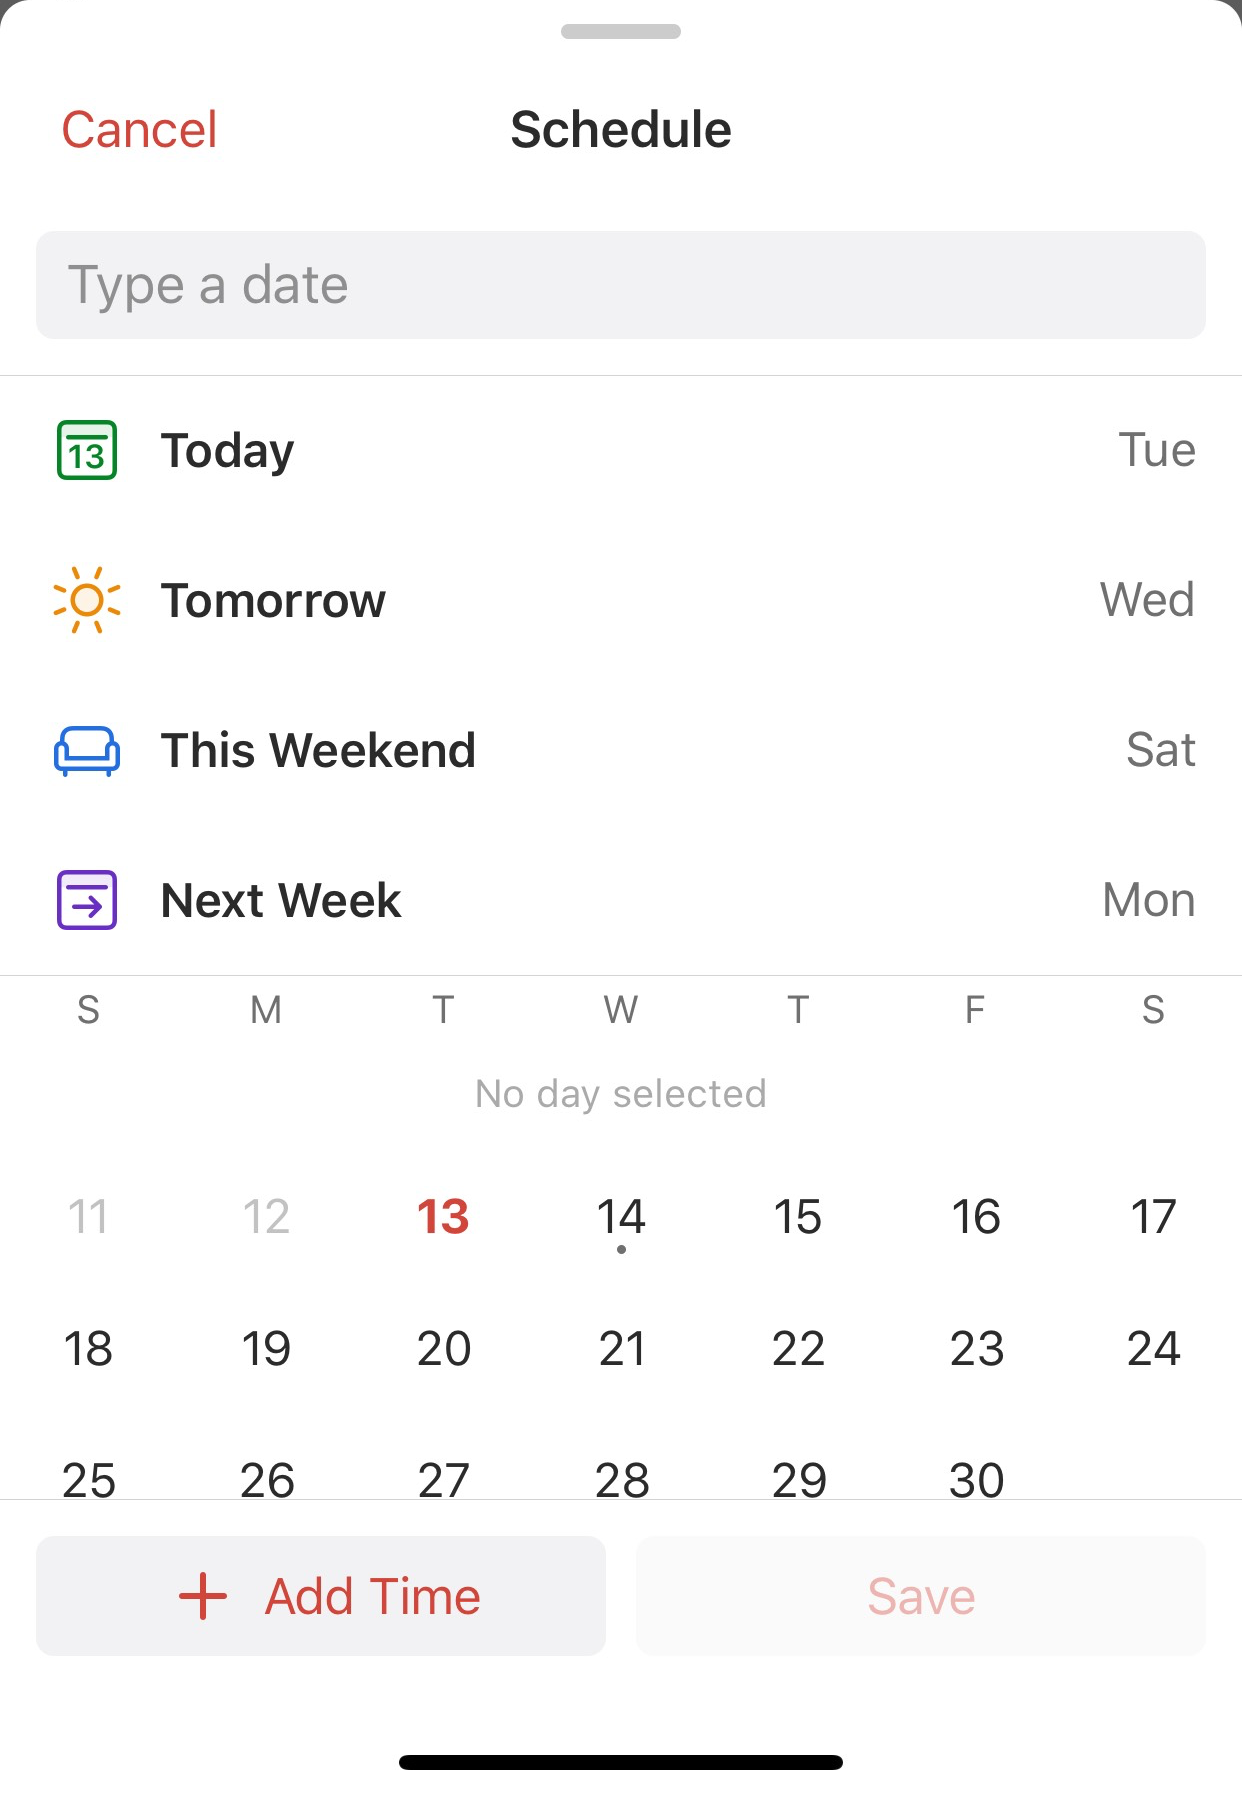 Cancel Schedule
Type a date
13 Today Tue
Tomorrow Wed
This Weekend Sat
Next Week Mon
S M T W T F S
No day selected
11 12 13 14 15 16 17
18 19 20 21 22 23 24
25 26 27 28 29 30
Add Time Save